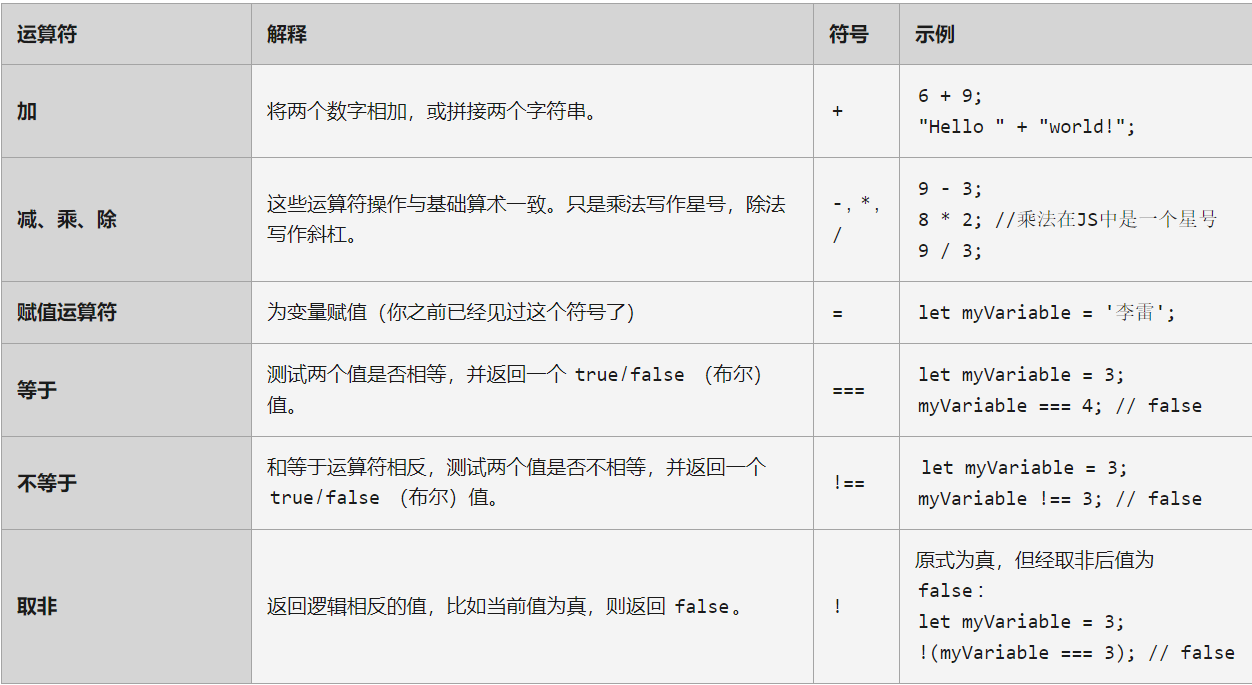 运算符 解释 符号 示例
加 将两个数字相加，或拼接两个字符串。 + 6 + 9;
"Hello " + "world!";
减、乘、除 这些运算符操作与基础算术一致。只是乘法写作星号，除法
写作斜杠。 -, *,
/ 9 - 3;
8 * 2; //乘法在JS中是一个星号
9 / 3;
赋值运算符 为变量赋值（你之前已经见过这个符号了） = let myVariable = '李雷';
等于 测试两个值是否相等，并返回一个 true/false （布尔）
值。 === let myVariable = 3;
myVariable === 4; // false
不等于 和等于运算符相反，测试两个值是否不相等，并返回一个
true/false （布尔）值。 !== let myVariable = 3;
myVariable !== 3; // false
取非 返回逻辑相反的值，比如当前值为真，则返回 false。 ! 原式为真，但经取非后值为
false：
let myVariable = 3;
!(myVariable === 3); // false